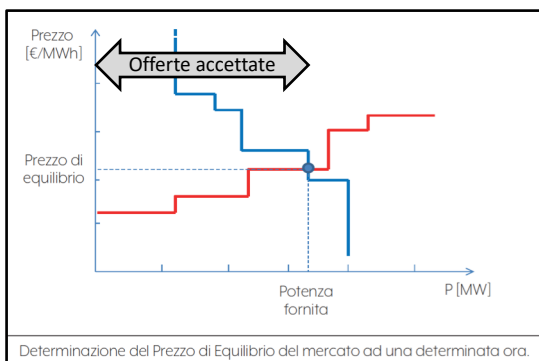 Prezzo
[€/MWh]
Offerte accettate
Prezzo di
equilibrio
Potenza
fornita
P [MW]
Determinazione del Prezzo di Equilibrio del mercato ad una determinata ora.